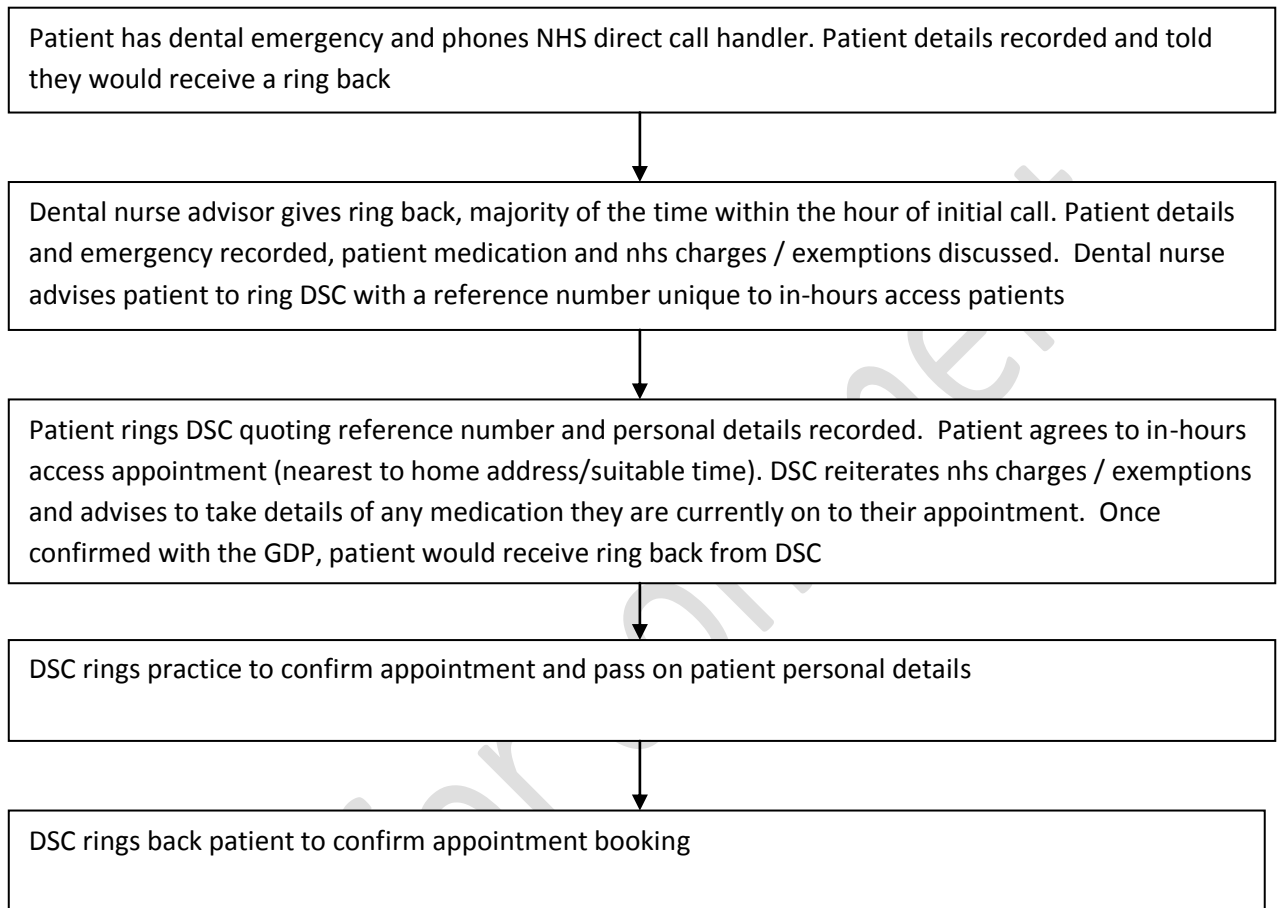 Patient has dental emergency and phones NHS direct call handler. Patient details recorded and told
they would receive a ring back
Dental nurse advisor gives ring back, majority of the time within the hour of initial call. Patient details
and emergency recorded, patient medication and nhs charges / exemptions discussed.  Dental nurse
advises patient to ring DSC with a reference number unique to in-hours access patients
Patient rings DSC quoting reference number and personal details recorded.  Patient agrees to in-hours
access appointment (nearest to home address/suitable time). DSC reiterates nhs charges / exemptions
and advises to take details of any medication they are currently on to their appointment.  Once
confirmed with the GDP, patient would receive ring back from DSC
DSC rings practice to confirm appointment and pass on patient personal details
DSC rings back patient to confirm appointment booking